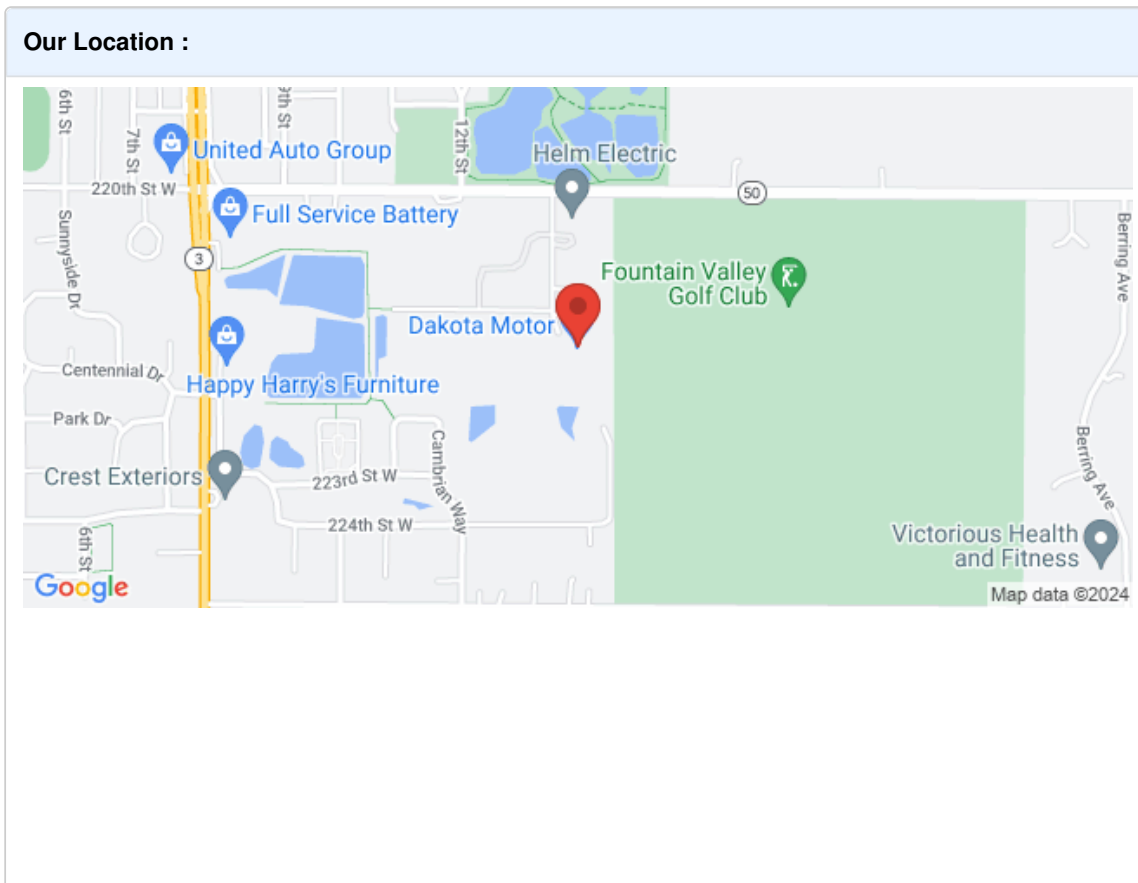 Our Location :
6th St
7th St
9th St
12th St
United Auto Group
Helm Electric
220th St W
50
Full Service Battery
Sunnyside Dr
3
Berring Ave
Fountain Valley
Golf Club
Dakota Motor
Centennial Dr
Happy Harry's Furniture
Park Dr
Cambrian Way
Berring Ave
Crest Exteriors
223rd St W
224th St W
6th St
Victorious Health
and Fitness
Google
Map data ©2024